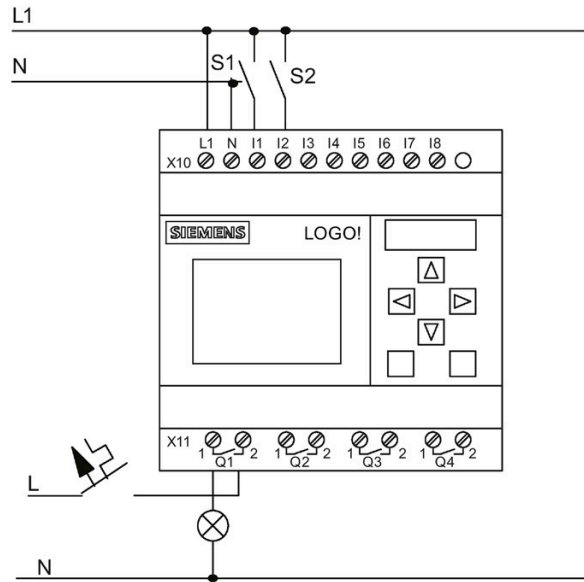 L1
N
S1
S2
L1 N I1 I2 I3 I4 I5 I6 I7 I8
X10
SIEMENS
LOGO!
X11
1 2 1 2 1 2 1 2
Q1 Q2 Q3 Q4
L
N